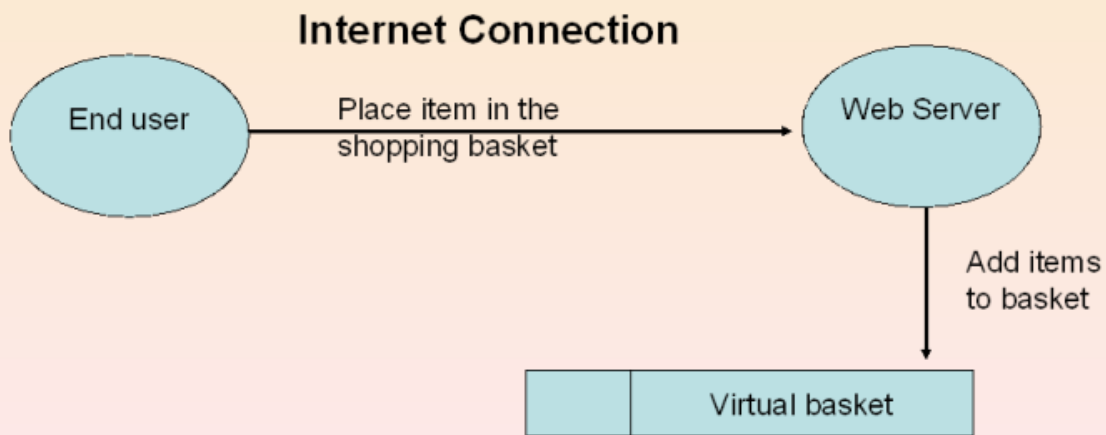 Internet Connection
End user
Place item in the
shopping basket
Web Server
Add items
to basket
Virtual basket